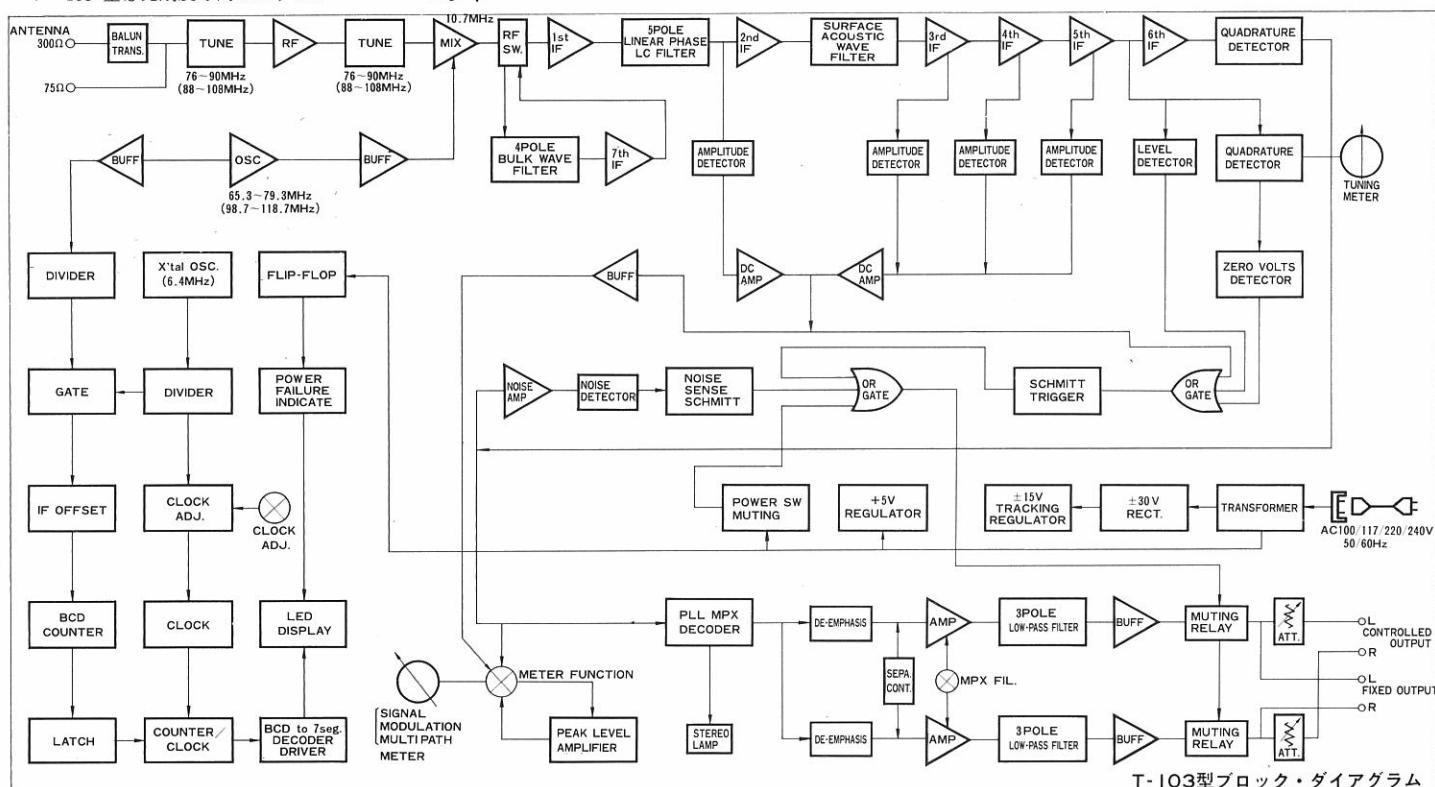 ANTENNA
300Ω
75Ω
BALUN
TRANS.
TUNE
76~90MHz
(88~108MHz)
RF
TUNE
76~90MHz
(88~108MHz)
10.7MHz
MIX
RF
SW.
1st
IF
5POLE
LINEAR PHASE
LC FILTER
2nd
IF
SURFACE
ACOUSTIC
WAVE
FILTER
3rd
IF
4th
IF
5th
IF
6th
IF
QUADRATURE
DETECTOR
BUFF
OSC
65.3~79.3MHz
(98.7~118.7MHz)
BUFF
4POLE
BULK WAVE
FILTER
7th
IF
AMPLITUDE
DETECTOR
AMPLITUDE
DETECTOR
AMPLITUDE
DETECTOR
AMPLITUDE
DETECTOR
LEVEL
DETECTOR
QUADRATURE
DETECTOR
TUNING
METER
DIVIDER
X'tal OSC.
(6.4MHz)
FLIP-FLOP
BUFF
DC
AMP
DC
AMP
ZERO VOLTS
DETECTOR
GATE
DIVIDER
POWER
FAILURE
INDICATE
NOISE
AMP
NOISE
DETECTOR
NOISE
SENSE
SCHMITT
OR
GATE
SCHMITT
TRIGGER
OR
GATE
IF OFFSET
CLOCK
ADJ.
CLOCK
ADJ.
POWER SW
MUTING
+5V
REGULATOR
±15V
TRACKING
REGULATOR
±30V
RECT.
TRANSFORMER
AC100/117/220/240V
50/60Hz
BCD
COUNTER
CLOCK
LED
DISPLAY
PLL MPX
DECODER
DE-EMPHASIS
AMP
3POLE
LOW-PASS FILTER
BUFF
MUTING
RELAY
ATT.
L
CONTROLLED
OUTPUT
R
L
FIXED OUTPUT
R
METER FUNCTION
SEPA.
CONT.
MPX FIL.
SIGNAL
MODULATION
MULTIPATH
METER
LATCH
COUNTER/
CLOCK
BCD to 7seg.
DECODER
DRIVER
PEAK LEVEL
AMPLIFIER
STEREO
LAMP
DE-EMPHASIS
AMP
3POLE
LOW-PASS FILTER
BUFF
MUTING
RELAY
ATT.
T-103型ブロック・ダイアグラム